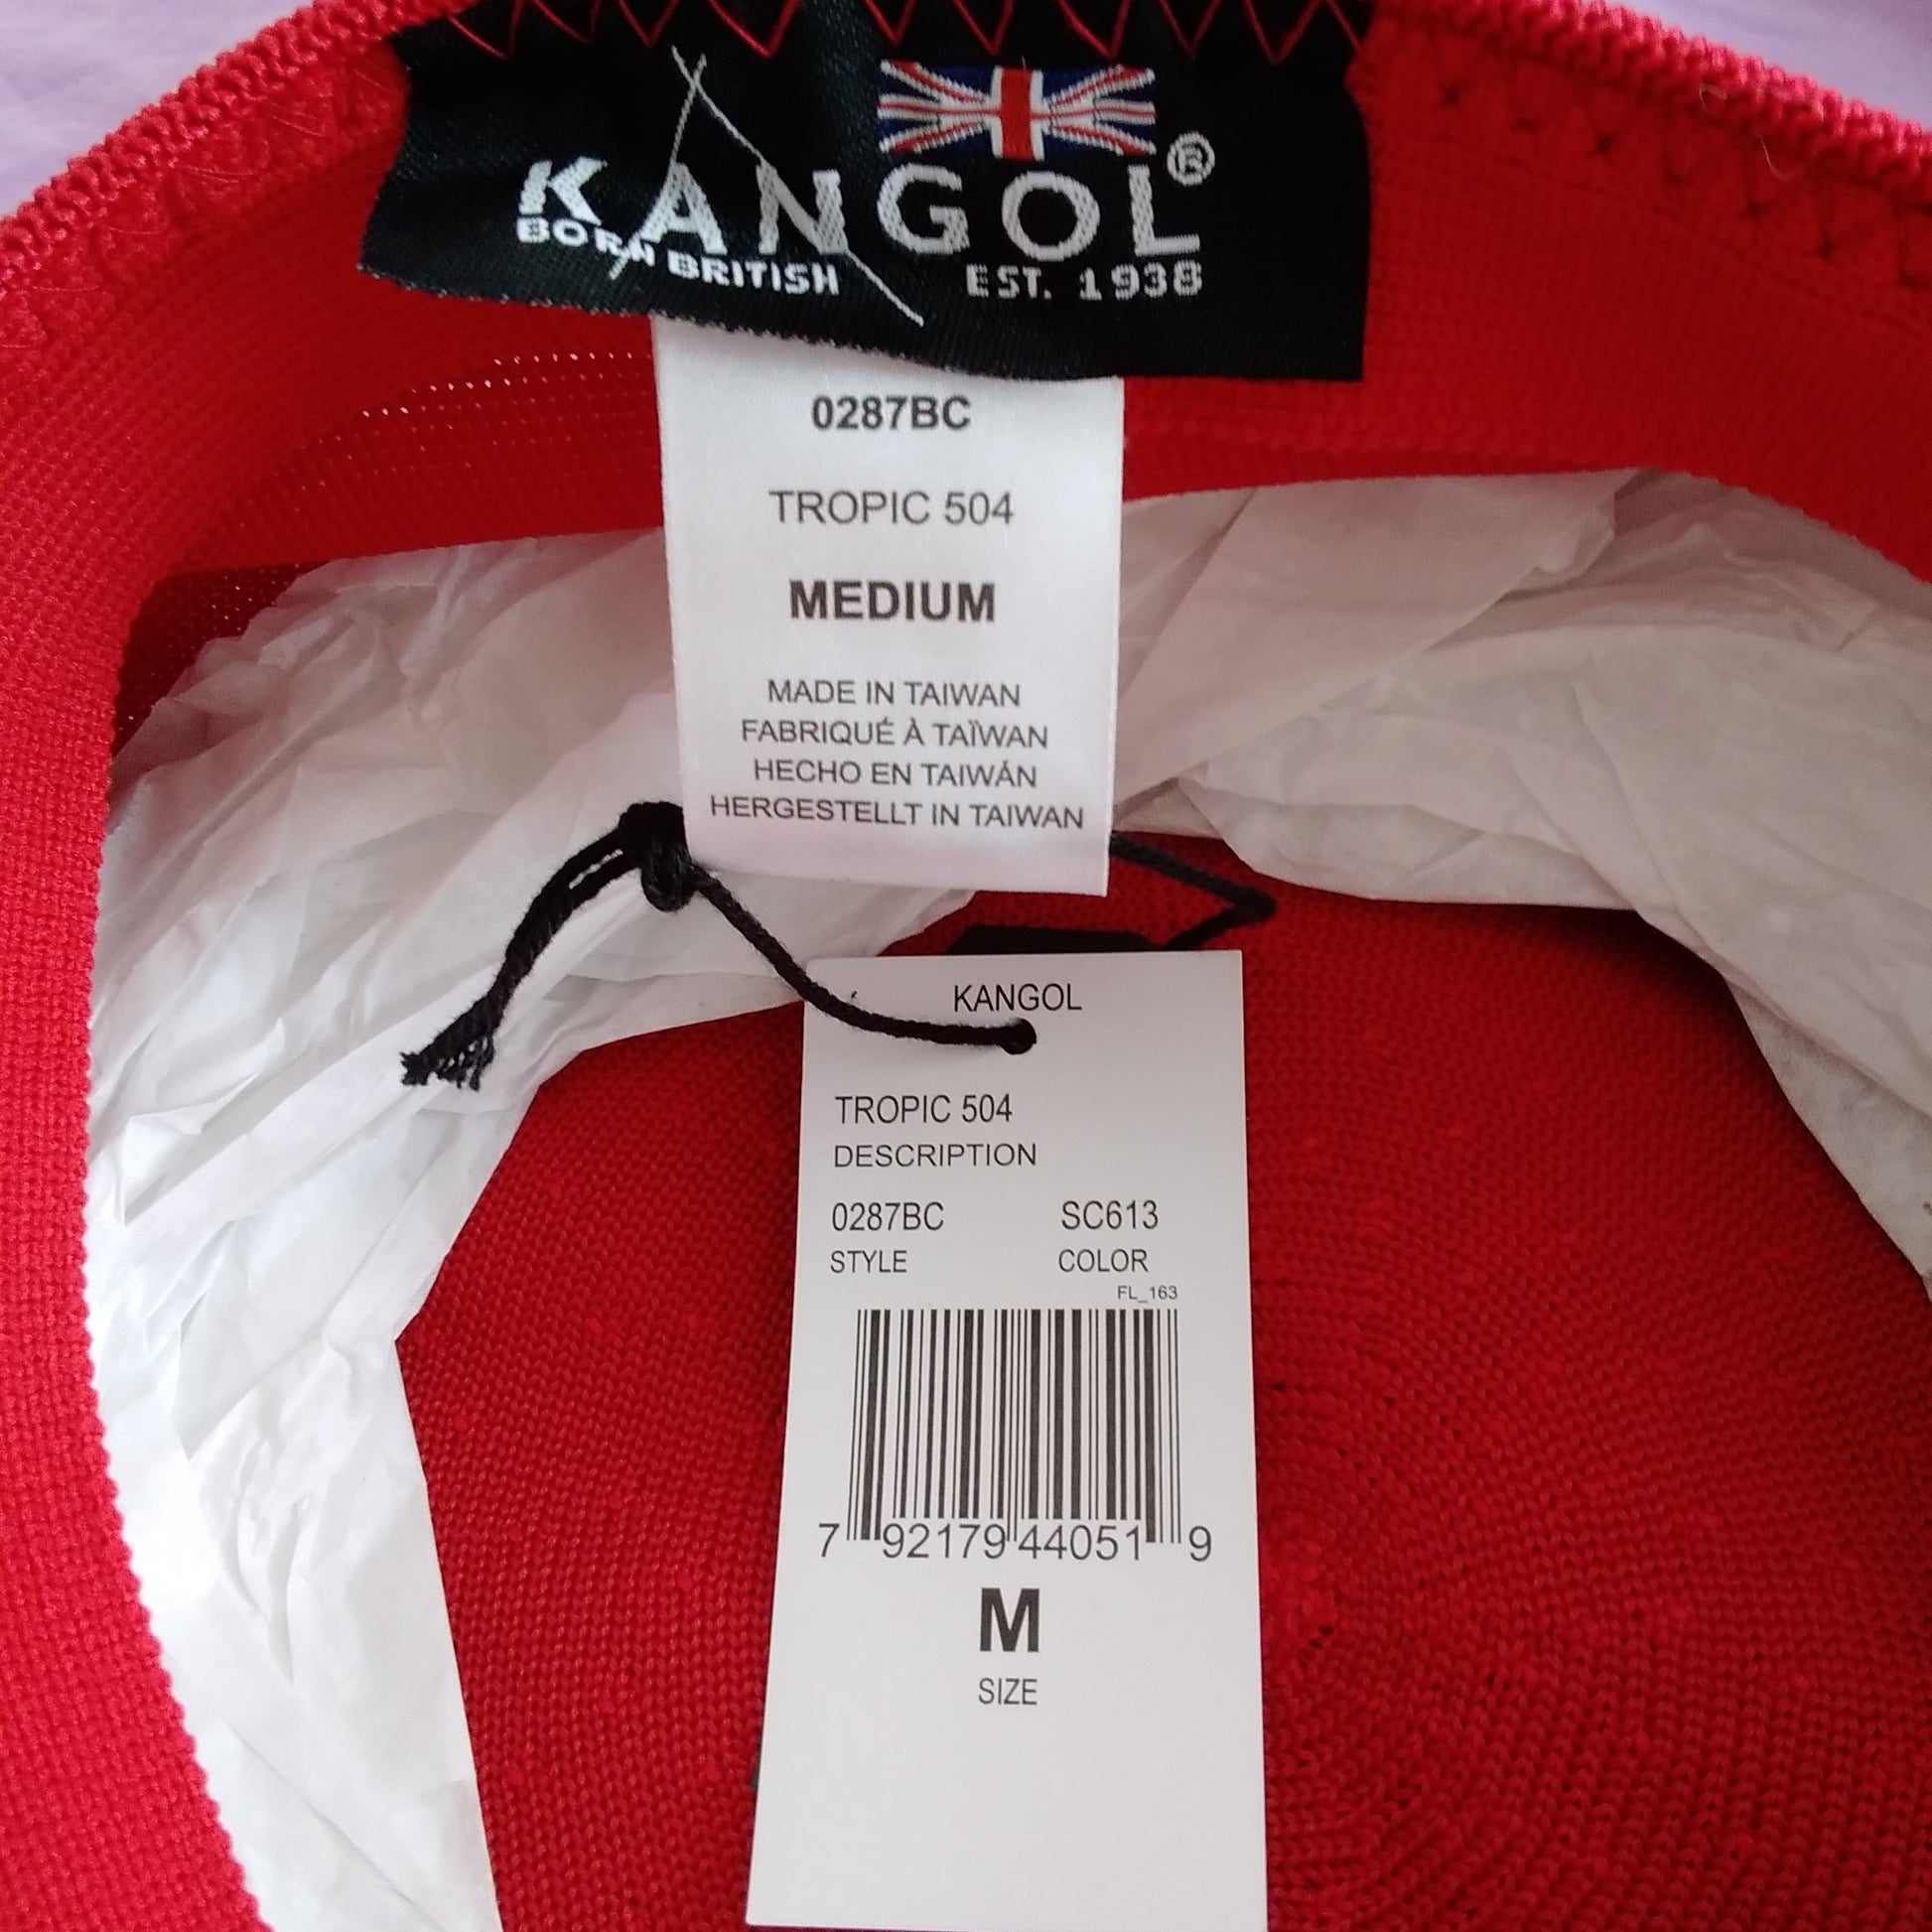 KANGOL®
BORN BRITISH EST. 1938
0287BC
TROPIC 504
MEDIUM
MADE IN TAIWAN
FABRIQUÉ À TAÏWAN
HECHO EN TAIWÁN
HERGESTELLT IN TAIWAN
KANGOL
TROPIC 504
DESCRIPTION
0287BC SC613
STYLE COLOR
FL_163
7 92179 44051 9
M
SIZE